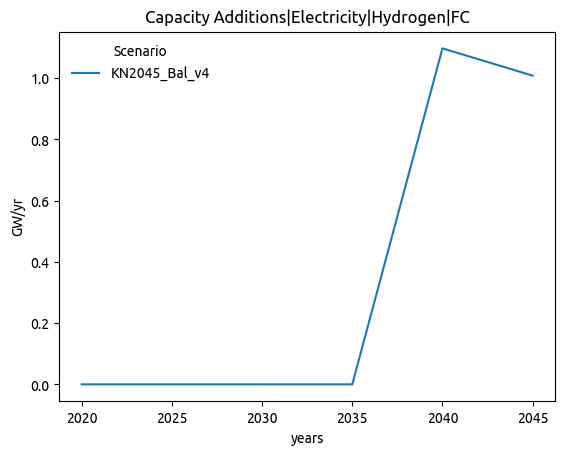 Capacity Additions|Electricity|Hydrogen|FC
Scenario
KN2045_Bal_v4
GW/yr
1.0
0.8
0.6
0.4
0.2
0.0
2020 2025 2030 2035 2040 2045
years